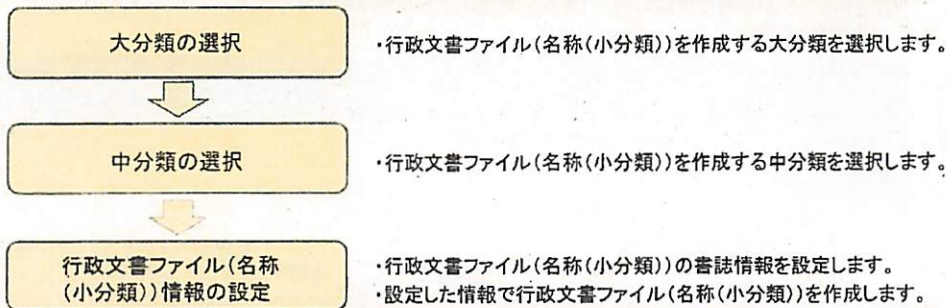 大分類の選択
・行政文書ファイル(名称(小分類))を作成する大分類を選択します。
中分類の選択
・行政文書ファイル(名称(小分類))を作成する中分類を選択します。
行政文書ファイル(名称
(小分類))情報の設定
・行政文書ファイル(名称(小分類))の書誌情報を設定します。
・設定した情報で行政文書ファイル(名称(小分類))を作成します。